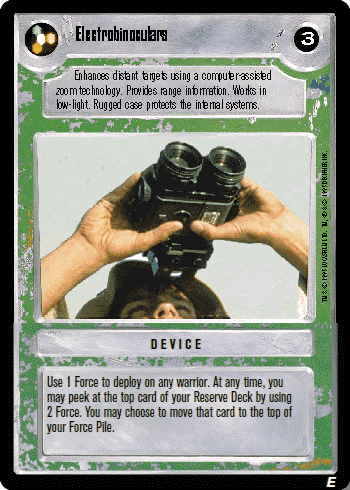 Electrobinoculars
3
Enhances distant targets using a computer-assisted
zoom technology. Provides range information. Works in
low-light. Rugged case protects the internal systems.
DEVICE
Use 1 Force to deploy on any warrior. At any time, you
may peek at the top card of your Reserve Deck by using
2 Force. You may choose to move that card to the top of
your Force Pile.
E